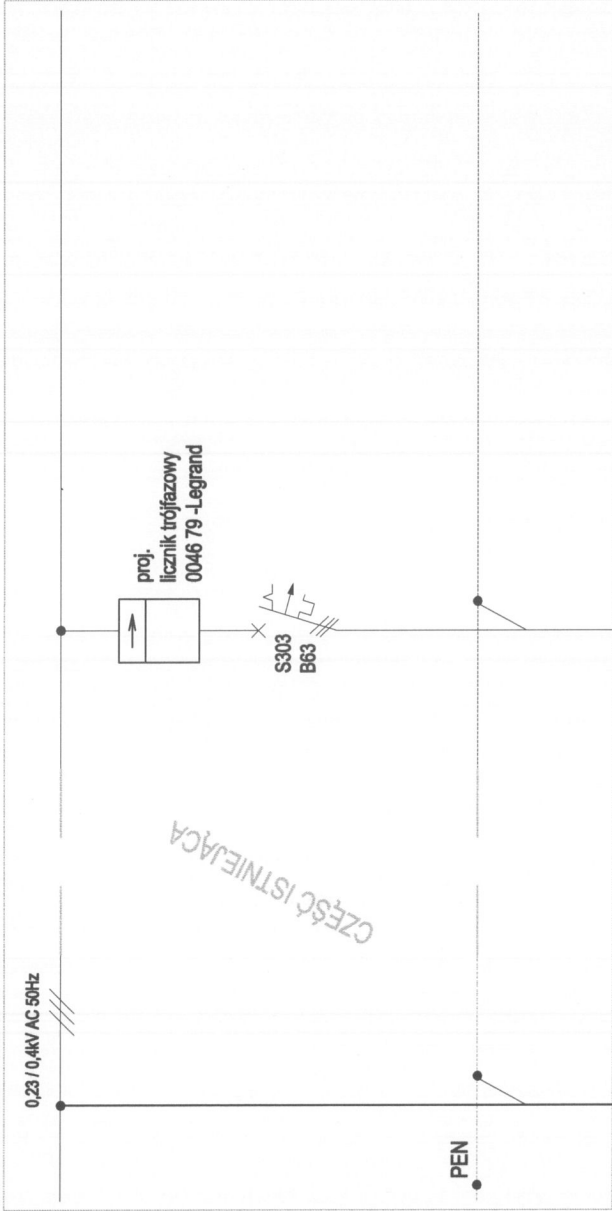 0,23 / 0,4kV AC 50Hz
PEN
CZĘŚĆ ISTNIEJĄCA
proj.
licznik trójfazowy
0046 79 -Legrand
S303
B63